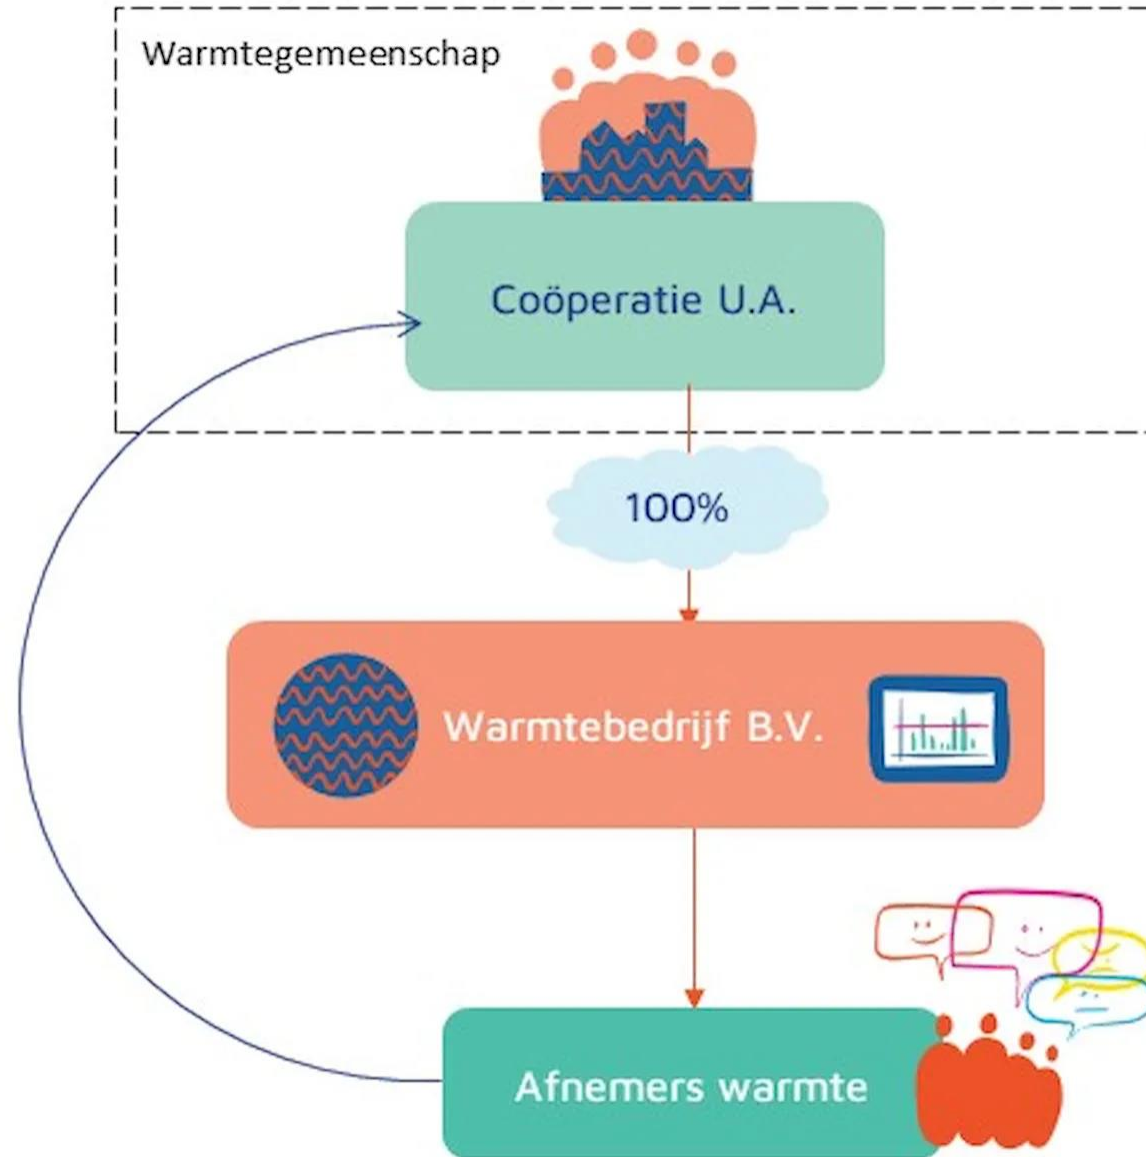 Warmtegemeenschap
Coöperatie U.A.
100%
Warmtebedrijf B.V.
Afnemers warmte